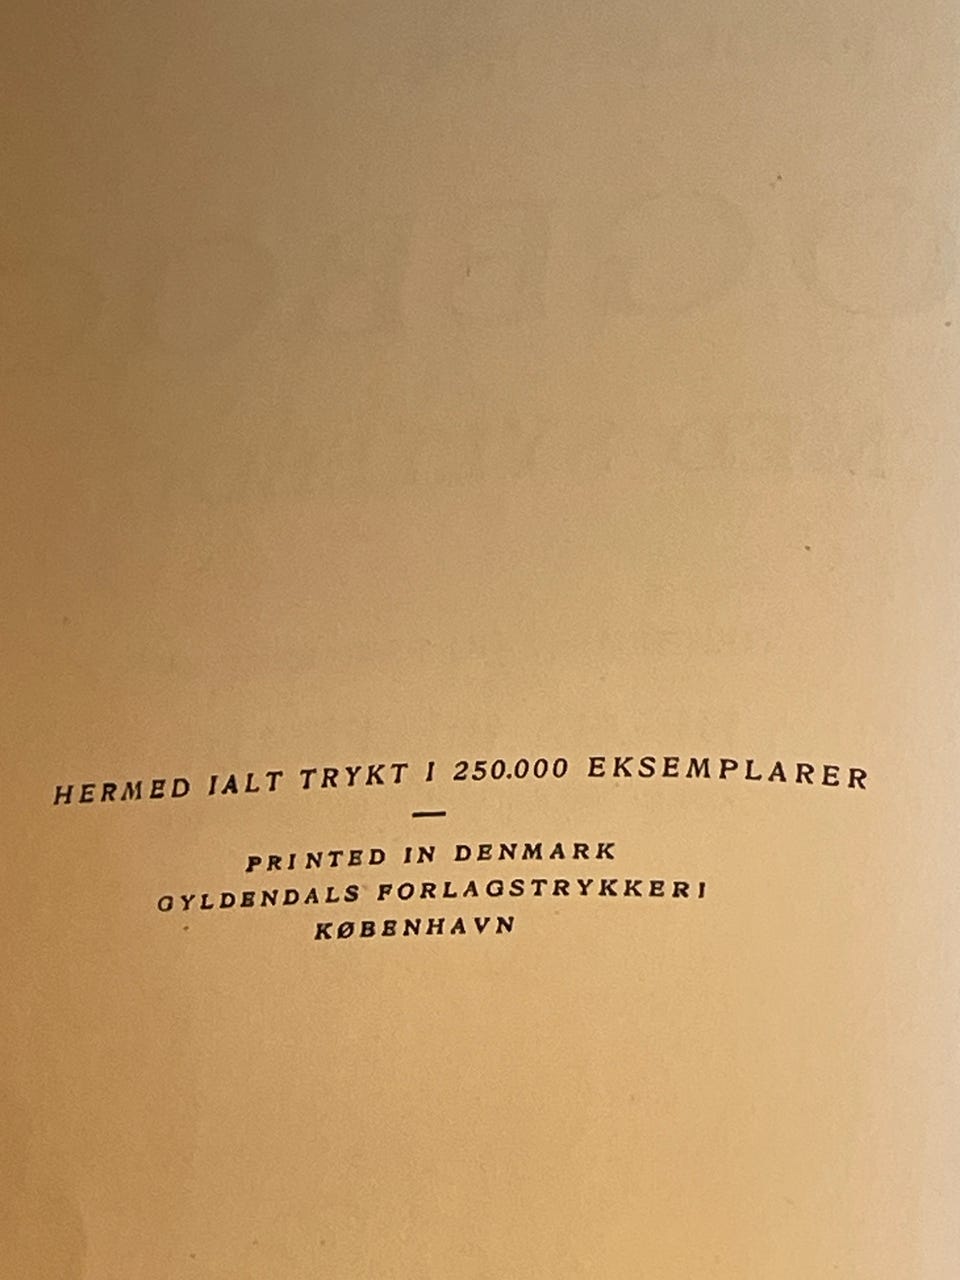 HERMED IALT TRYKT I 250.000 EKSEMPLARER
PRINTED IN DENMARK
GYLDENDALS FORLAGSTRYKKERI
KØBENHAVN